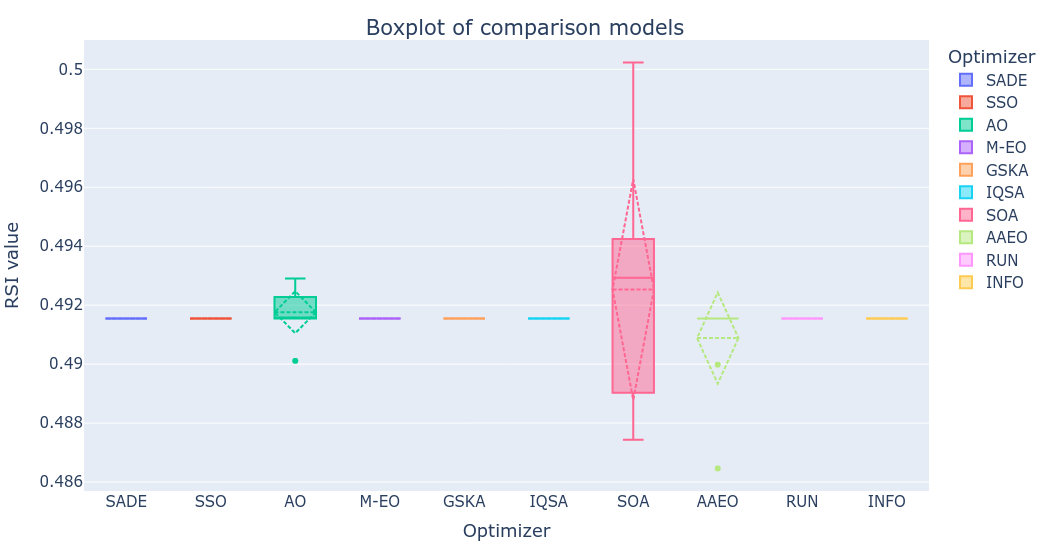 Boxplot of comparison models
RSI value
0.5
0.498
0.496
0.494
0.492
0.49
0.488
0.486
SADE SSO AO M-EO GSKA IQSA SOA AAEO RUN INFO
Optimizer
Optimizer
SADE
SSO
AO
M-EO
GSKA
IQSA
SOA
AAEO
RUN
INFO